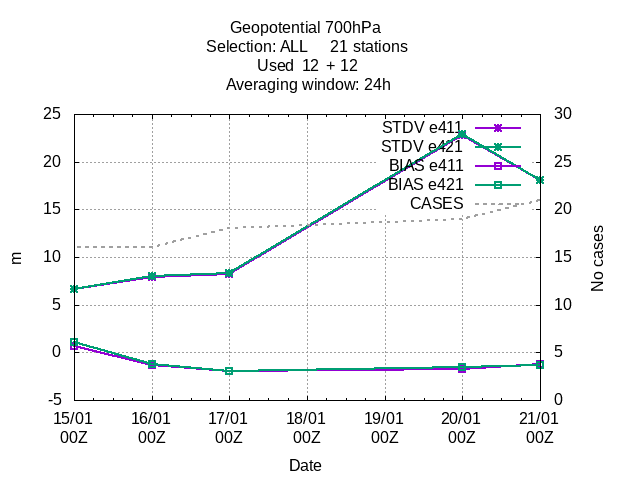 Geopotential 700hPa
Selection: ALL     21 stations
Used  12  + 12
Averaging window: 24h
25
20
15
10
5
0
-5
m
30
25
20
15
10
5
0
No cases
STDV e411
STDV e421
BIAS e411
BIAS e421
CASES
15/01 16/01 17/01 18/01 19/01 20/01 21/01
00Z 00Z 00Z 00Z 00Z 00Z 00Z
Date